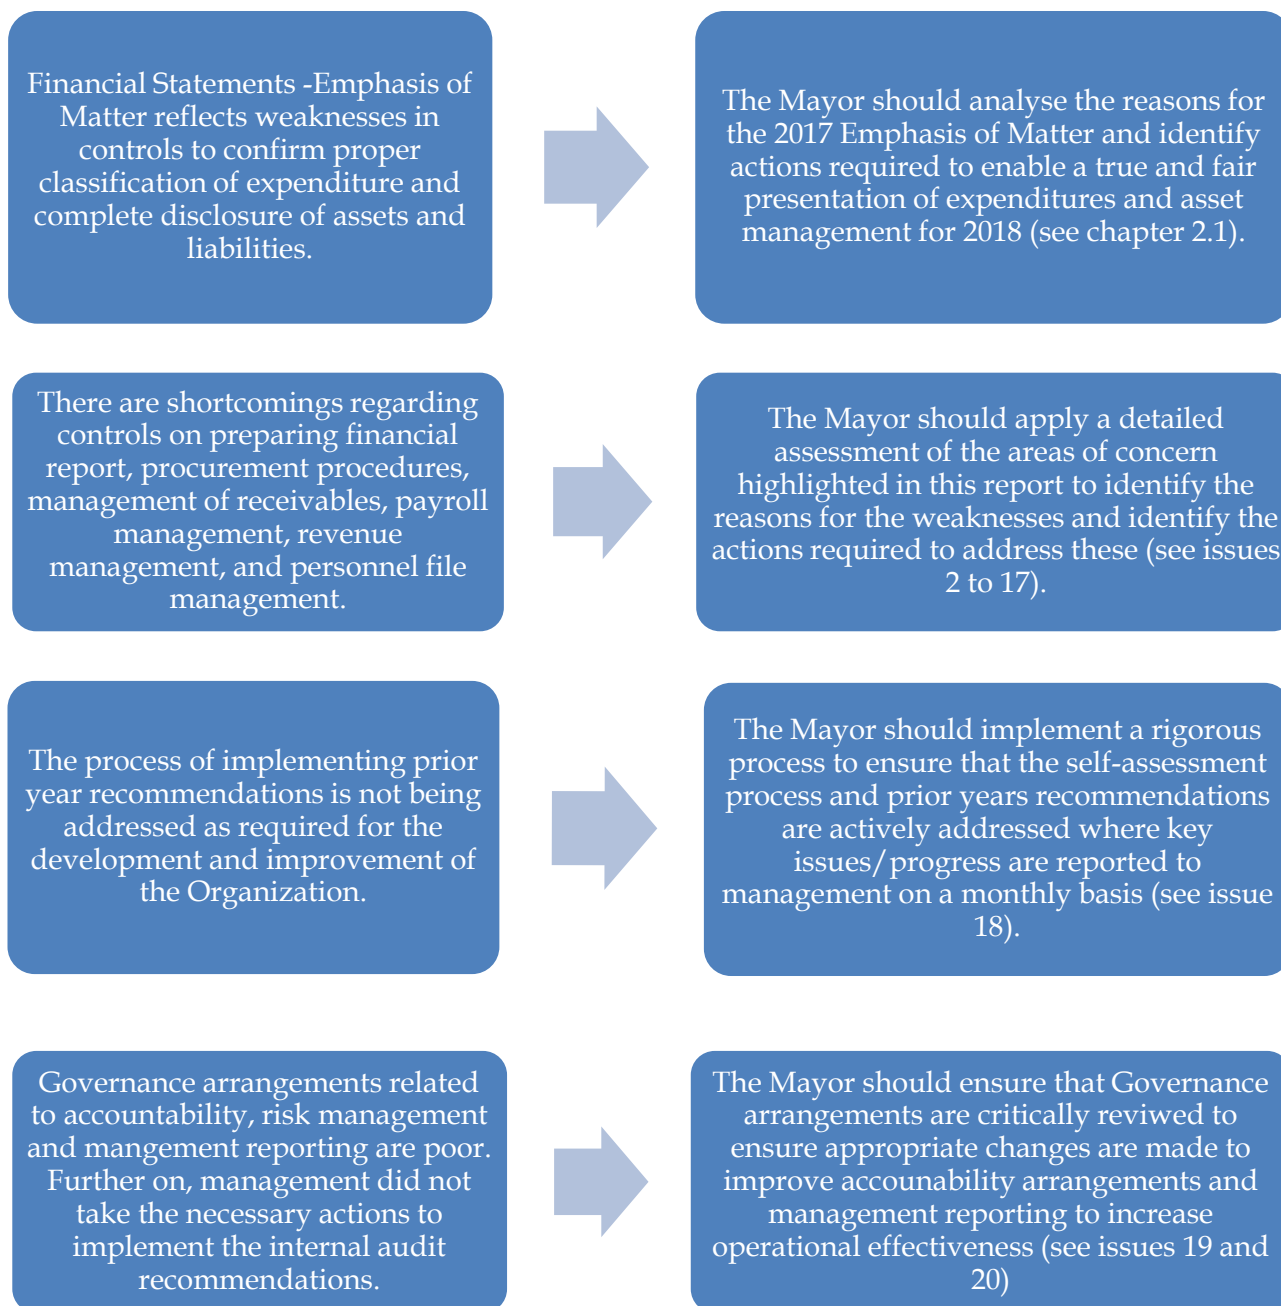 Financial Statements -Emphasis of
Matter reflects weaknesses in
controls to confirm proper
classification of expenditure and
complete disclosure of assets and
liabilities.
The Mayor should analyse the reasons for
the 2017 Emphasis of Matter and identify
actions required to enable a true and fair
presentation of expenditures and asset
management for 2018 (see chapter 2.1).
There are shortcomings regarding
controls on preparing financial
report, procurement procedures,
management of receivables, payroll
management, revenue
management, and personnel file
management.
The Mayor should apply a detailed
assessment of the areas of concern
highlighted in this report to identify the
reasons for the weaknesses and identify the
actions required to address these (see issues
2 to 17).
The process of implementing prior
year recommendations is not being
addressed as required for the
development and improvement of
the Organization.
The Mayor should implement a rigorous
process to ensure that the self-assessment
process and prior years recommendations
are actively addressed where key
issues/progress are reported to
management on a monthly basis (see issue
18).
Governance arrangements related
to accountability, risk management
and mangement reporting are poor.
Further on, management did not
take the necessary actions to
implement the internal audit
recommendations.
The Mayor should ensure that Governance
arrangements are critically reviwed to
ensure appropriate changes are made to
improve accounability arrangements and
management reporting to increase
operational effectiveness (see issues 19 and
20)